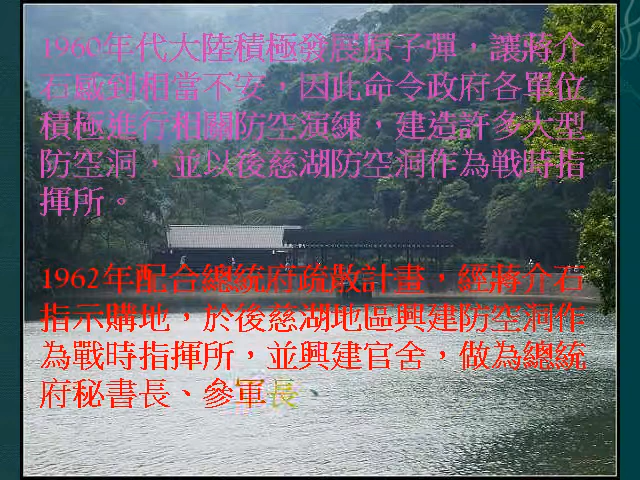 1960年代大陸積極發展原子彈，讓蔣介
石感到相當不安，因此命令政府各單位
積極進行相關防空演練，建造許多大型
防空洞，並以後慈湖防空洞作為戰時指
揮所。
1962年配合總統府疏散計畫，經蔣介石
指示購地，於後慈湖地區興建防空洞作
為戰時指揮所，並興建官舍，做為總統
府秘書長、參軍長